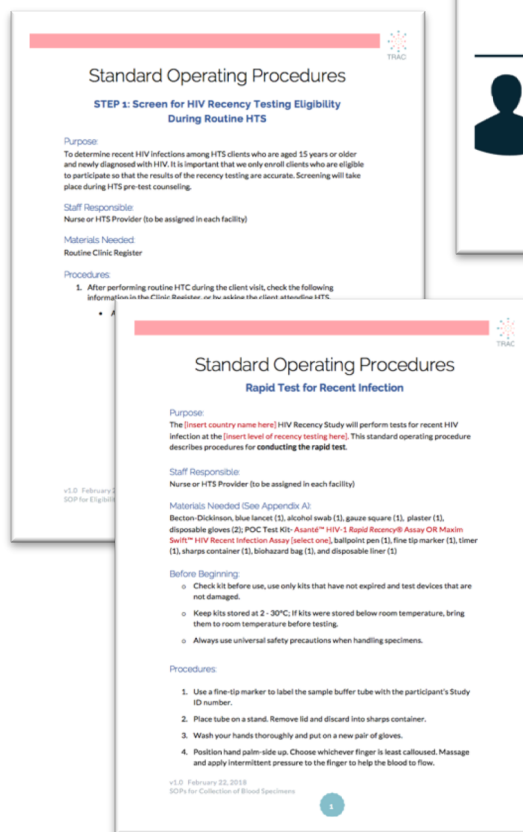 TRAC
Standard Operating Procedures
STEP 1: Screen for HIV Recency Testing Eligibility
During Routine HTS
Purpose:
To determine recent HIV infections among HTS clients who are aged 15 years or older
and newly diagnosed with HIV. It is important that we only enroll clients who are eligible
to participate so that the results of the recency testing are accurate. Screening will take
place during HTS pre-test counseling.
Staff Responsible:
Nurse or HTS Provider (to be assigned in each facility)
Materials Needed:
Routine Clinic Register
Procedures:
1. After performing routine HTC during the client visit, check the following
information in the Clinic Register, or by asking the client attending HTS
• A
v1.0 February
SOP for Eligibili
TRAC
Standard Operating Procedures
Rapid Test for Recent Infection
Purpose:
The [insert country name here] HIV Recency Study will perform tests for recent HIV
infection at the [insert level of recency testing here]. This standard operating procedure
describes procedures for conducting the rapid test.
Staff Responsible:
Nurse or HTS Provider (to be assigned in each facility)
Materials Needed (See Appendix A):
Becton-Dickinson, blue lancet (1), alcohol swab (1), gauze square (1), plaster (1),
disposable gloves (2); POC Test Kit- Asanté™ HIV-1 Rapid Recency® Assay OR Maxim
Swift™ HIV Recent Infection Assay [select one], ballpoint pen (1), fine tip marker (1), timer
(1), sharps container (1), biohazard bag (1), and disposable liner (1)
Before Beginning:
o Check kit before use, use only kits that have not expired and test devices that are
not damaged.
o Keep kits stored at 2 - 30°C; If kits were stored below room temperature, bring
them to room temperature before testing.
o Always use universal safety precautions when handling specimens.
Procedures:
1. Use a fine-tip marker to label the sample buffer tube with the participant's Study
ID number.
2. Place tube on a stand. Remove lid and discard into sharps container.
3. Wash your hands thoroughly and put on a new pair of gloves.
4. Position hand palm-side up. Choose whichever finger is least calloused. Massage
and apply intermittent pressure to the finger to help the blood to flow.
v1.0 February 22, 2018
SOPs for Collection of Blood Specimens
1